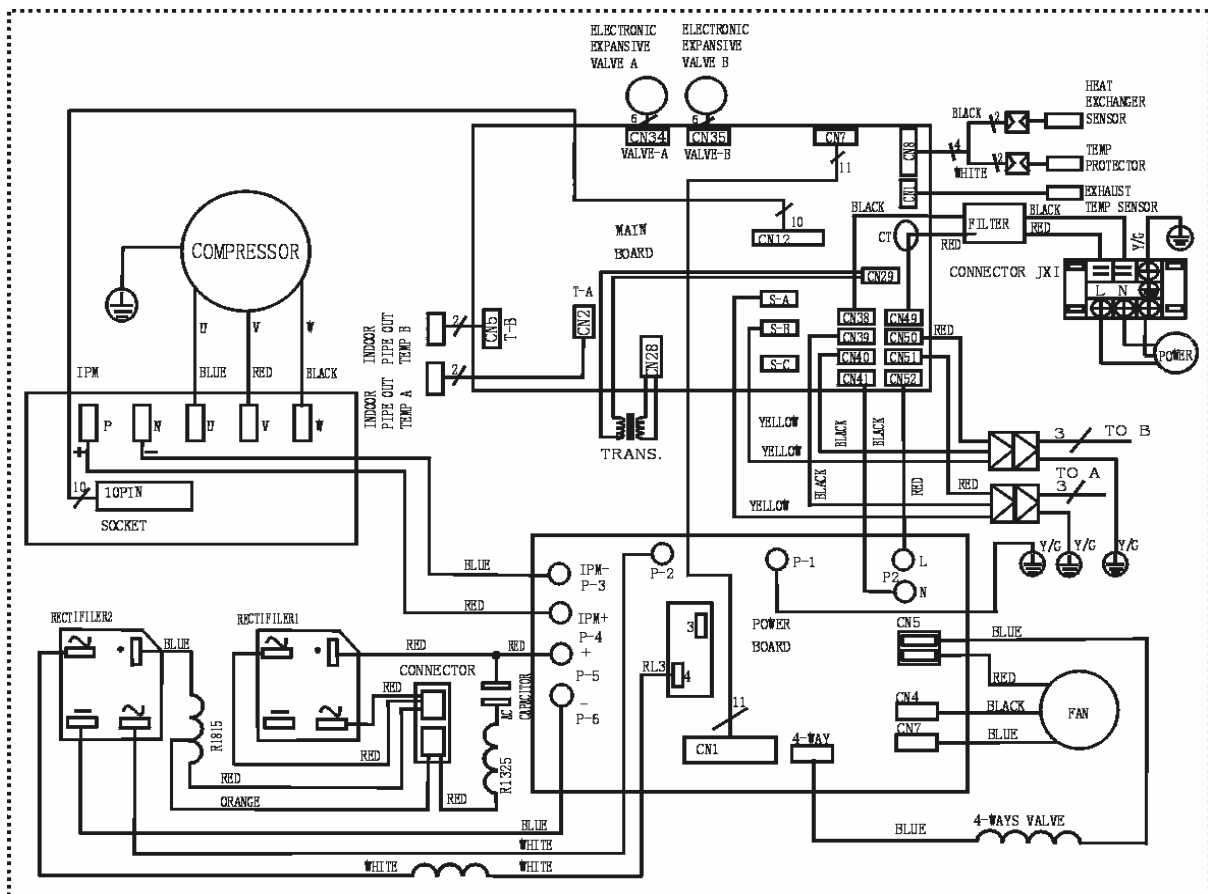 ELECTRONIC
EXPANSIVE
VALVE A
ELECTRONIC
EXPANSIVE
VALVE B
6
6
CN34
CN35
VALVE-A
VALVE-B
CN7
11
CN8
CN1
4
BLACK
2
WHITE
2
HEAT
EXCHANGER
SENSOR
TEMP
PROTECTOR
EXHAUST
TEMP SENSOR
COMPRESSOR
MAIN
BOARD
10
CN12
BLACK
CT
RED
FILTER
BLACK
RED
Y/G
CONNECTOR JX1
L N
POWER
CN29
T-A
CN2
CN5
T-B
2
2
INDOOR
PIPE OUT
TEMP B
INDOOR
PIPE OUT
TEMP A
CN28
TRANS.
S-A
S-B
S-C
CN38
CN39
CN40
CN41
CN49
CN50
CN51
CN52
RED
U
V
W
BLUE
RED
BLACK
IPM
P
N
U
V
W
+
-
10
10PIN
SOCKET
YELLOW
YELLOW
YELLOW
BLACK
BLACK
BLACK
RED
RED
RED
3
TO B
TO A
3
Y/G
Y/G
Y/G
BLUE
RED
IPM-
P-3
IPM+
P-4
+
P-5
-
P-6
P-2
P-1
P2
L
N
POWER
BOARD
RL3
3
4
11
CN1
4-WAY
CN5
CN4
CN7
BLUE
RED
BLACK
BLUE
FAN
RECTIFILER2
RECTIFILER1
BLUE
R1815
RED
RED
CONNECTOR
RED
RED
AC
CAPACITOR
R1325
RED
RED
ORANGE
BLUE
WHITE
WHITE
WHITE
BLUE
4-WAYS VALVE